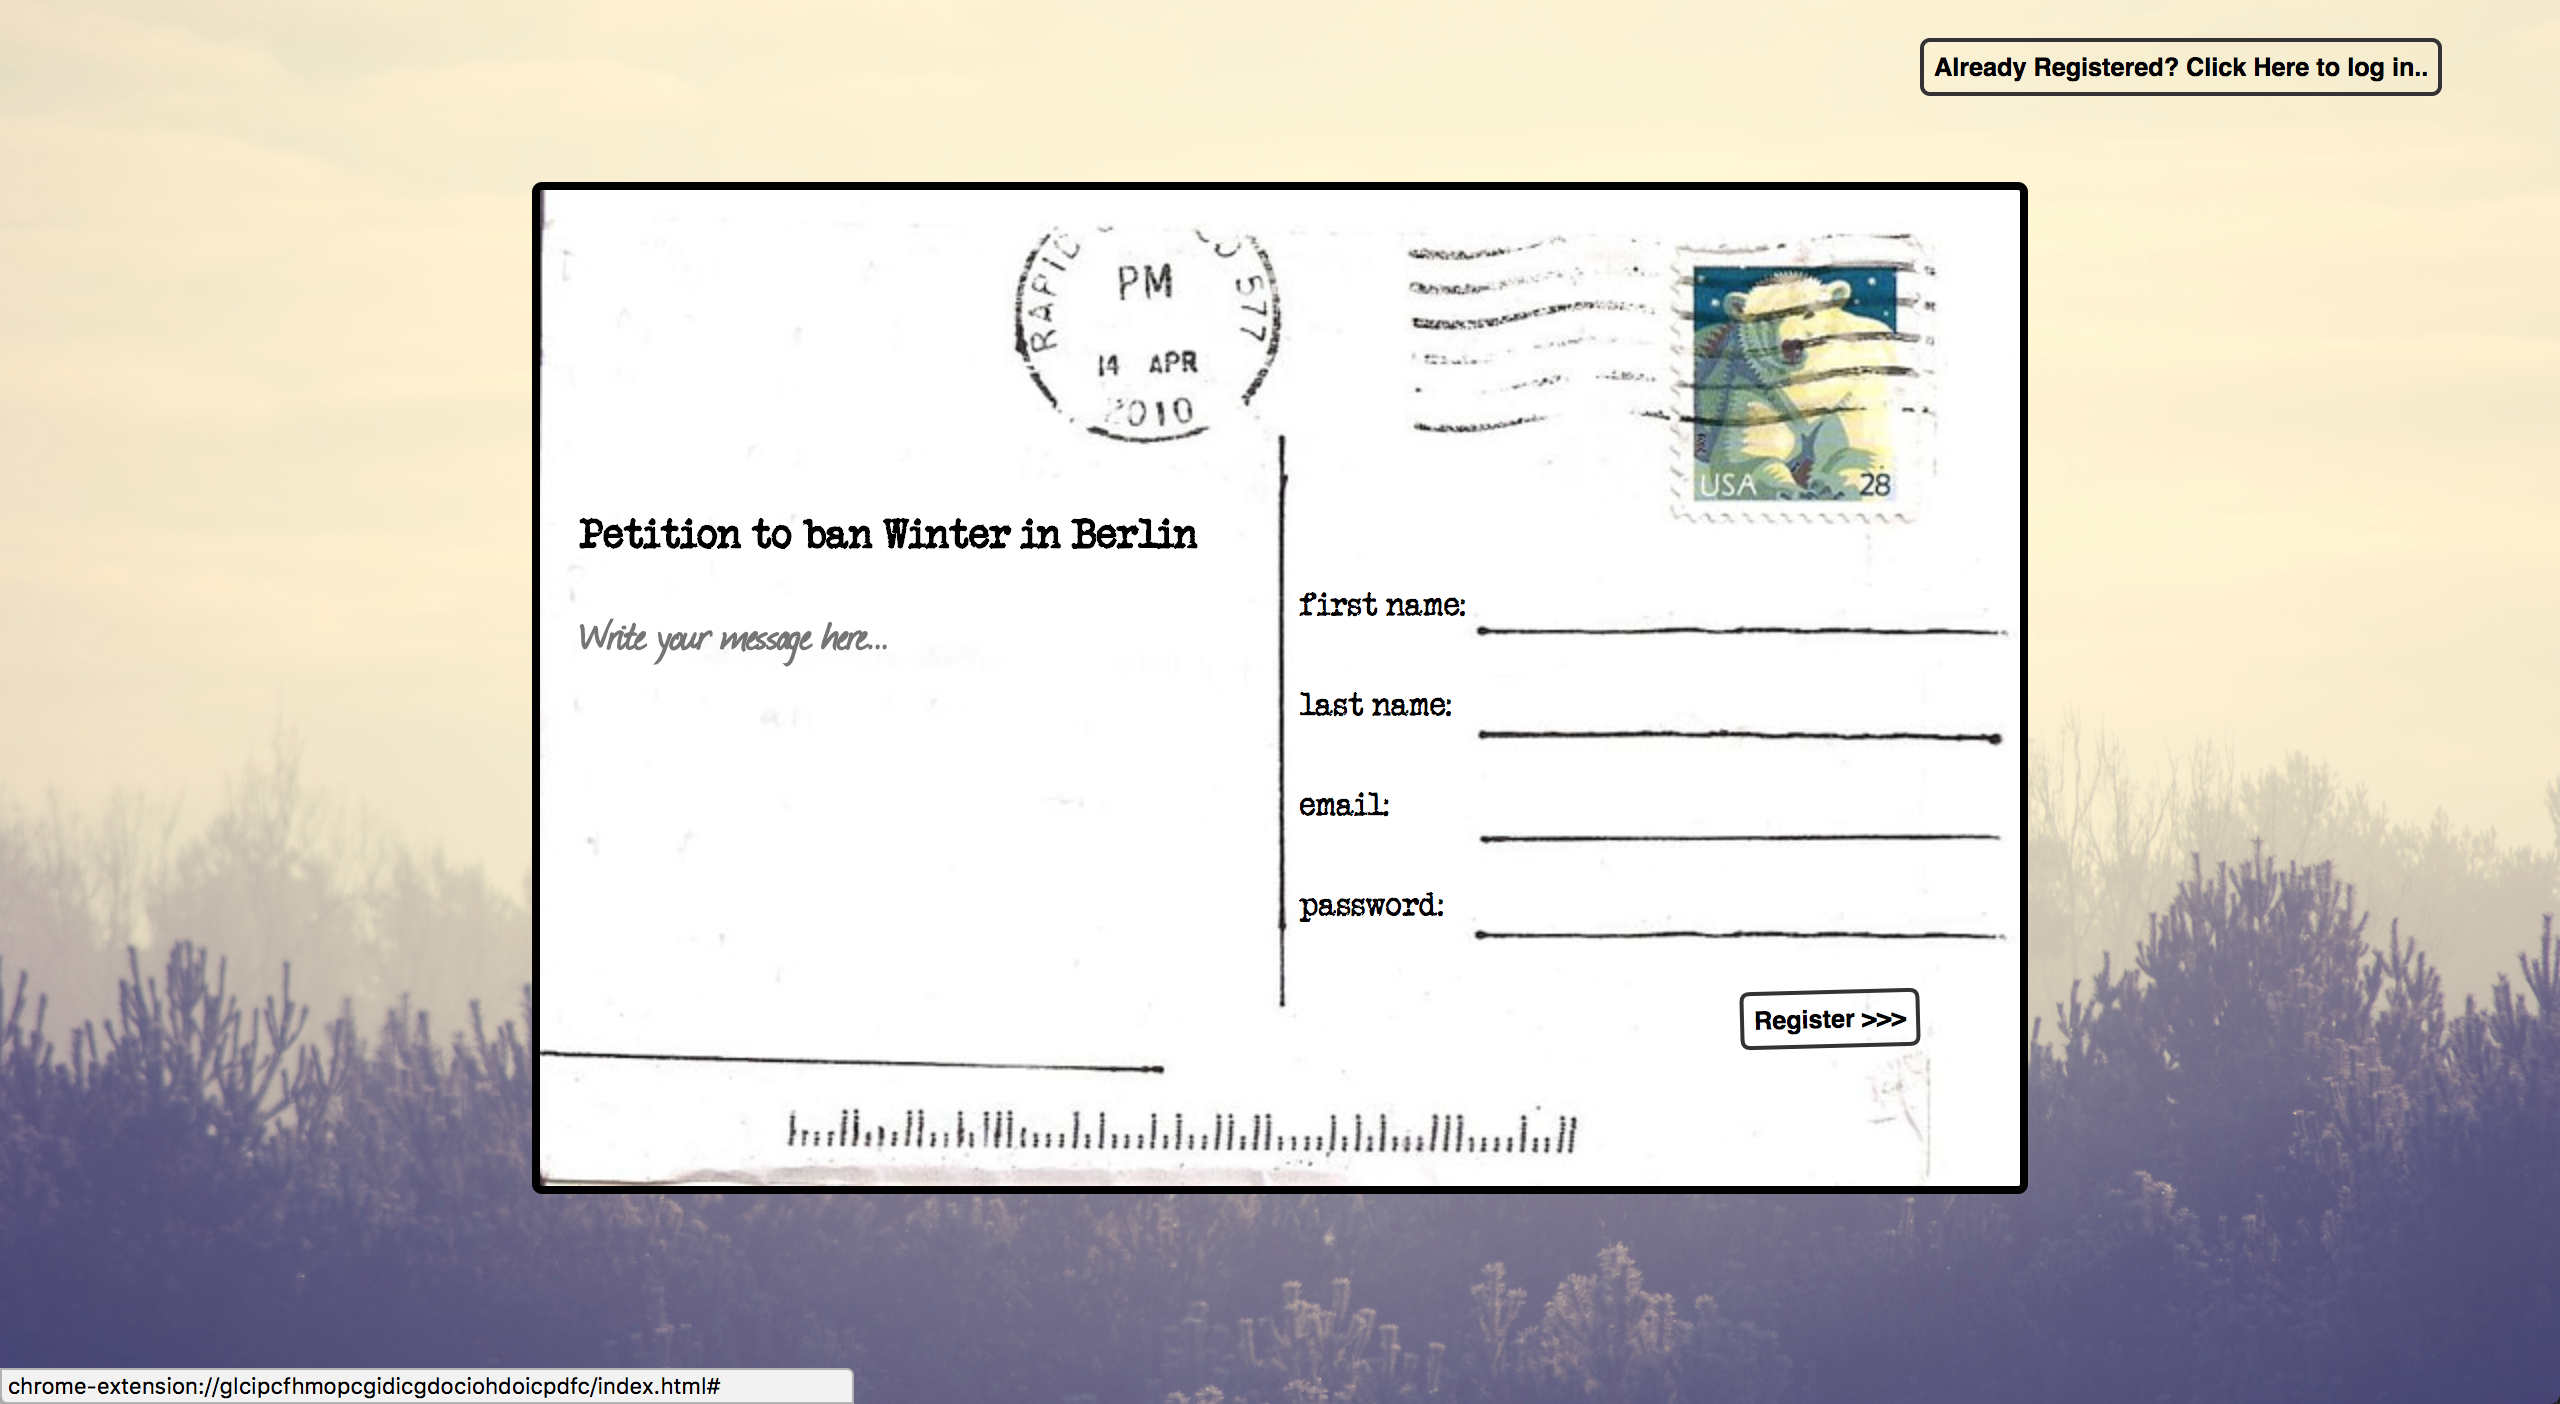 Already Registered? Click Here to log in..
RAPID
577
PM
14 APR
2010
USA 28
Petition to ban Winter in Berlin
Write your message here...
first name:
last name:
email:
password:
Register >>>
chrome-extension://glcipcfhmopcgidicgdociohdoicpdfc/index.html#